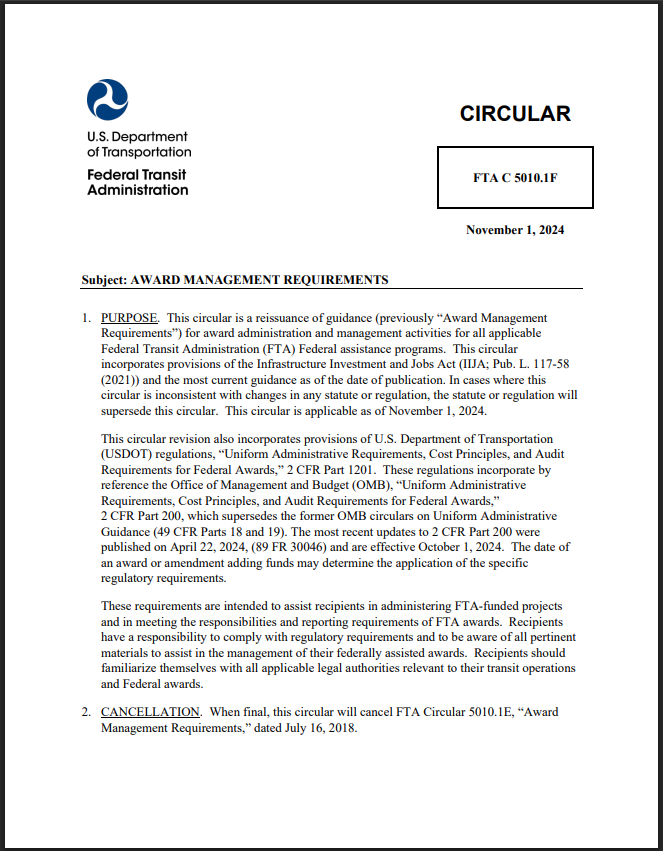 U.S. Department
of Transportation
Federal Transit
Administration
CIRCULAR
FTA C 5010.1F
November 1, 2024
Subject: AWARD MANAGEMENT REQUIREMENTS
1. PURPOSE. This circular is a reissuance of guidance (previously “Award Management
Requirements”) for award administration and management activities for all applicable
Federal Transit Administration (FTA) Federal assistance programs. This circular
incorporates provisions of the Infrastructure Investment and Jobs Act (IIJA; Pub. L. 117-58
(2021)) and the most current guidance as of the date of publication. In cases where this
circular is inconsistent with changes in any statute or regulation, the statute or regulation will
supersede this circular. This circular is applicable as of November 1, 2024.
This circular revision also incorporates provisions of U.S. Department of Transportation
(USDOT) regulations, “Uniform Administrative Requirements, Cost Principles, and Audit
Requirements for Federal Awards,” 2 CFR Part 1201. These regulations incorporate by
reference the Office of Management and Budget (OMB), “Uniform Administrative
Requirements, Cost Principles, and Audit Requirements for Federal Awards,”
2 CFR Part 200, which supersedes the former OMB circulars on Uniform Administrative
Guidance (49 CFR Parts 18 and 19). The most recent updates to 2 CFR Part 200 were
published on April 22, 2024, (89 FR 30046) and are effective October 1, 2024. The date of
an award or amendment adding funds may determine the application of the specific
regulatory requirements.
These requirements are intended to assist recipients in administering FTA-funded projects
and in meeting the responsibilities and reporting requirements of FTA awards. Recipients
have a responsibility to comply with regulatory requirements and to be aware of all pertinent
materials to assist in the management of their federally assisted awards. Recipients should
familiarize themselves with all applicable legal authorities relevant to their transit operations
and Federal awards.
2. CANCELLATION. When final, this circular will cancel FTA Circular 5010.1E, “Award
Management Requirements,” dated July 16, 2018.